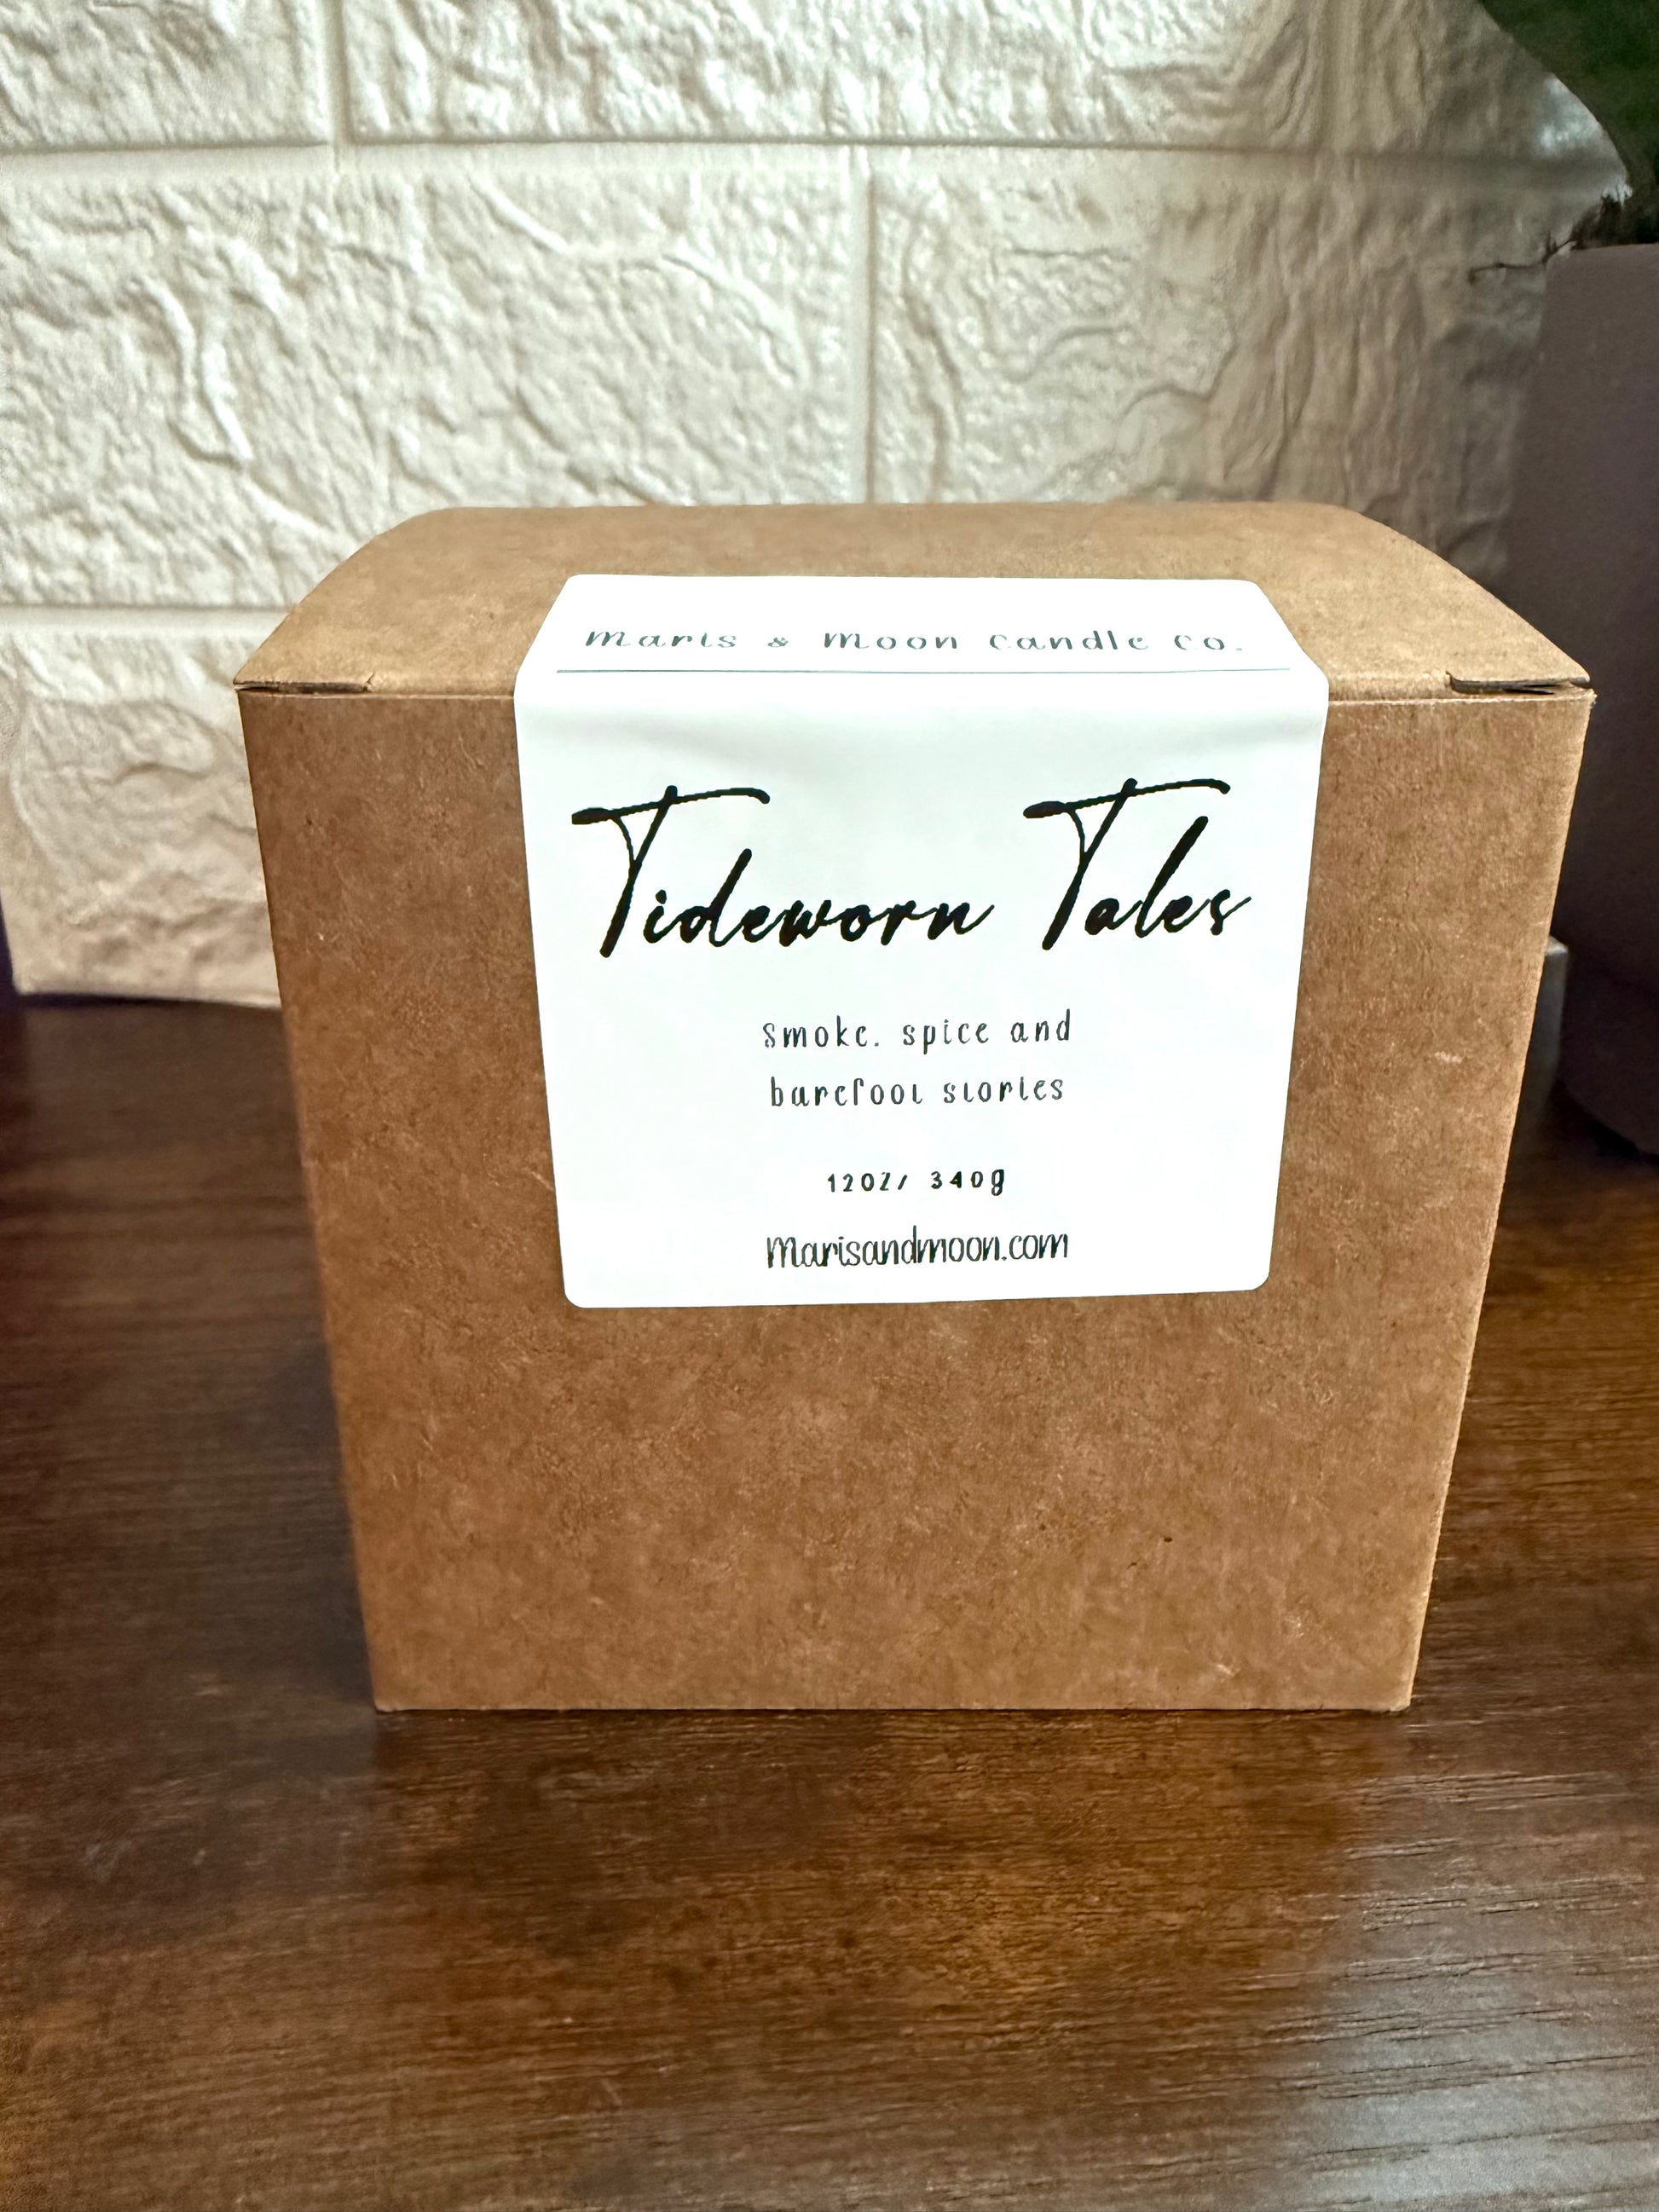 Maris & Moon Candle Co.
Tideworn Tales
Smoke, spice and
barefoot stories
12oz/ 340g
Marisandmoon.com